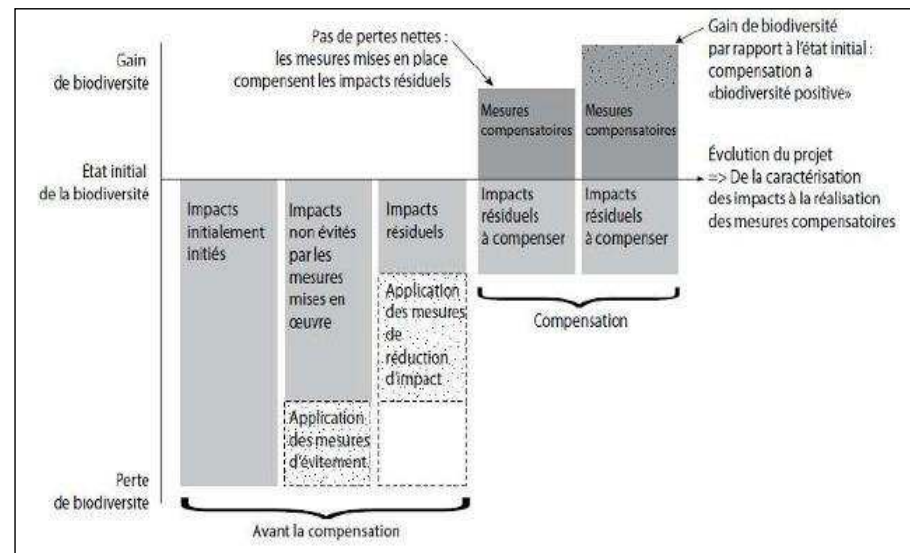 Gain
de biodiversité
Pas de pertes nettes :
les mesures mises en place
compensent les impacts résiduels
Gain de biodiversité
par rapport à l'état initial :
compensation à
«biodiversité positive»
Mesures
compensatoires
Mesures
compensatoires
État initial
de la biodiversité
Évolution du projet
=> De la caractérisation
des impacts à la réalisation
des mesures compensatoires
Impacts
initialement
initiés
Impacts
non évités
par les
mesures
mises en
œuvre
Impacts
résiduels
Impacts
résiduels
à compenser
Impacts
résiduels
à compenser
Application
des mesures
de
réduction
d'impact
Application
des mesures
d'évitement
Compensation
Perte
de biodiversité
Avant la compensation